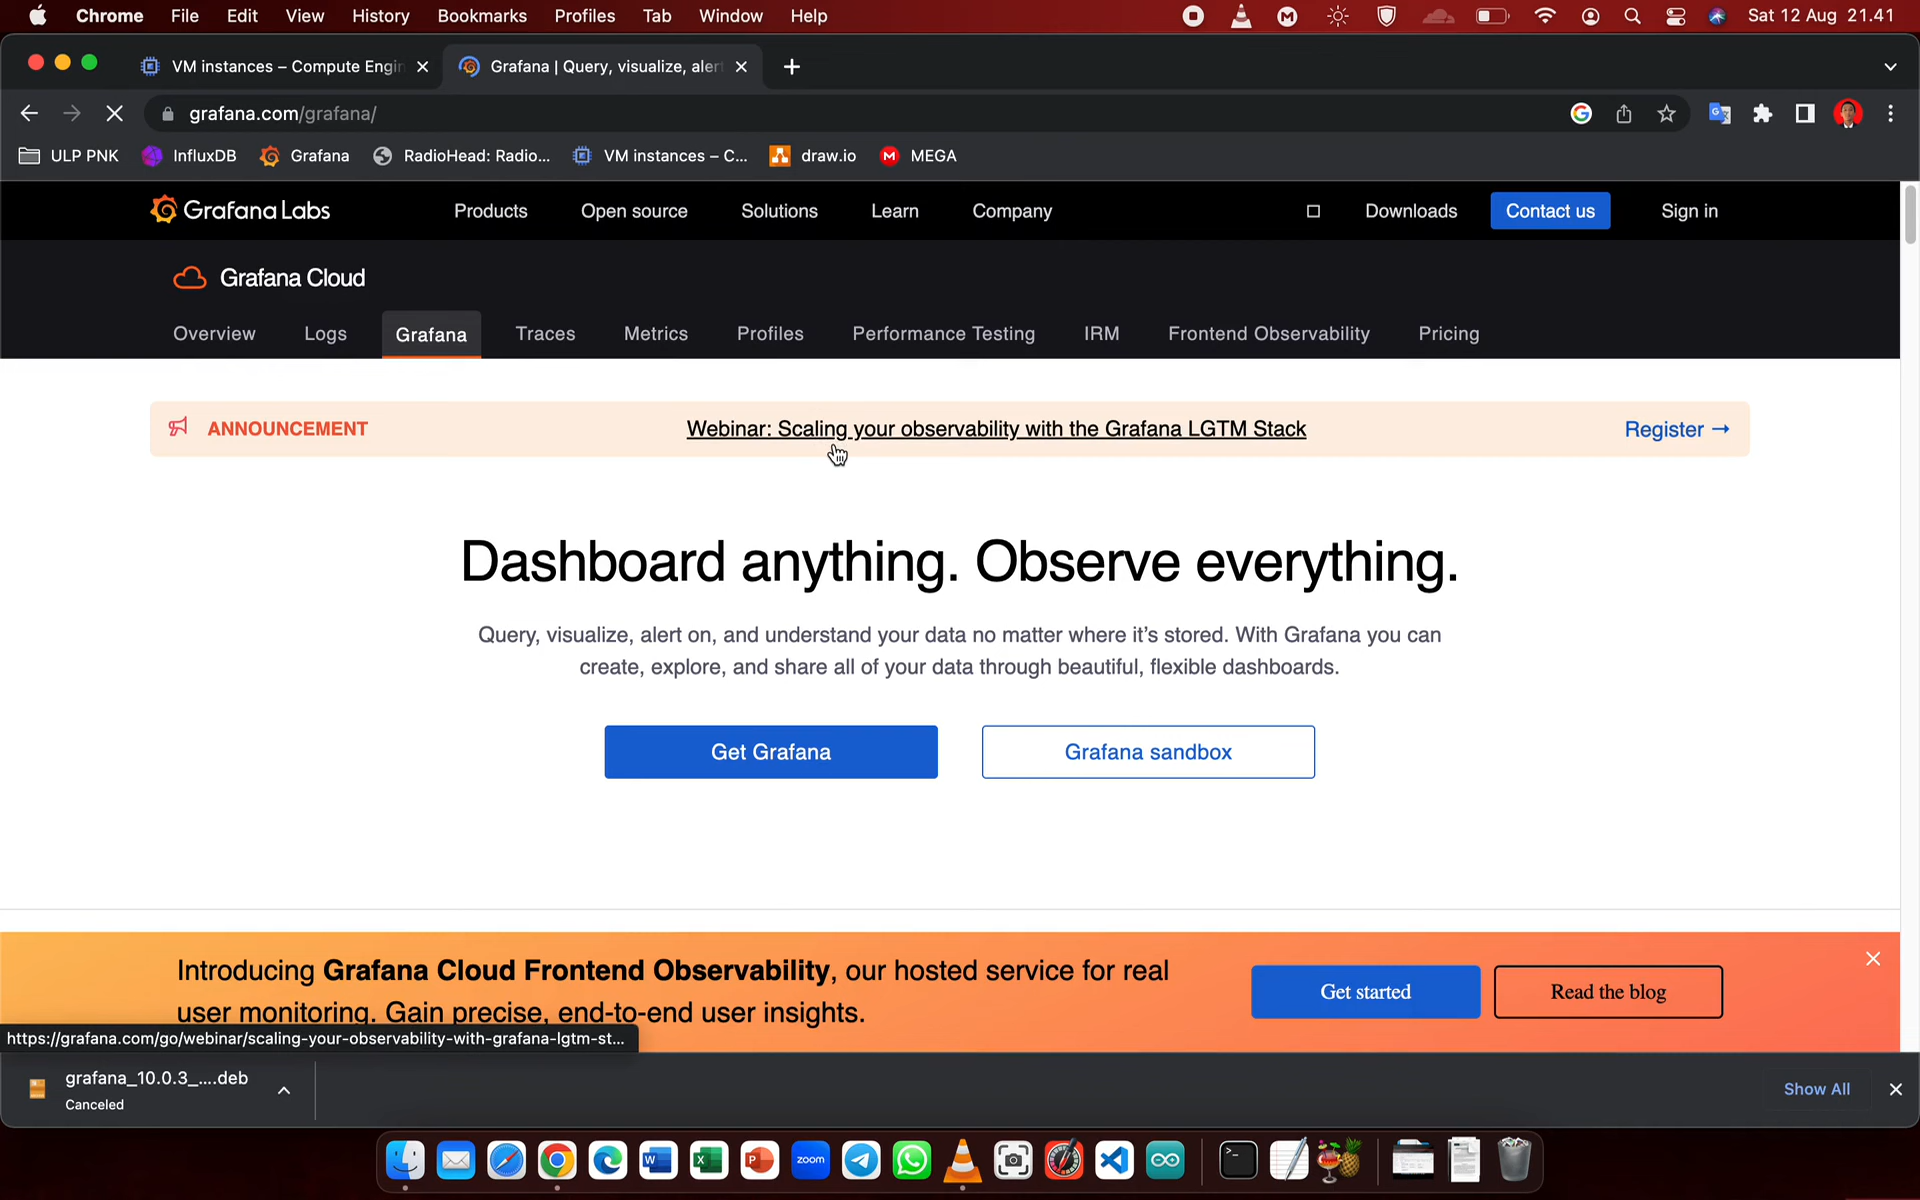 Chrome File Edit View History Bookmarks Profiles Tab Window Help Sat 12 Aug 21.41
VM instances – Compute Engin Grafana | Query, visualize, aler
grafana.com/grafana/
ULP PNK InfluxDB Grafana RadioHead: Radio... VM instances – C... draw.io MEGA
Grafana Labs Products Open source Solutions Learn Company Downloads Contact us Sign in
Grafana Cloud
Overview Logs Grafana Traces Metrics Profiles Performance Testing IRM Frontend Observability Pricing
ANNOUNCEMENT Webinar: Scaling your observability with the Grafana LGTM Stack Register →
Dashboard anything. Observe everything.
Query, visualize, alert on, and understand your data no matter where it's stored. With Grafana you can
create, explore, and share all of your data through beautiful, flexible dashboards.
Get Grafana Grafana sandbox
Introducing Grafana Cloud Frontend Observability, our hosted service for real
user monitoring. Gain precise, end-to-end user insights.
Get started Read the blog
https://grafana.com/go/webinar/scaling-your-observability-with-grafana-lgtm-st...
grafana_10.0.3_....deb
Canceled
Show All
zoom